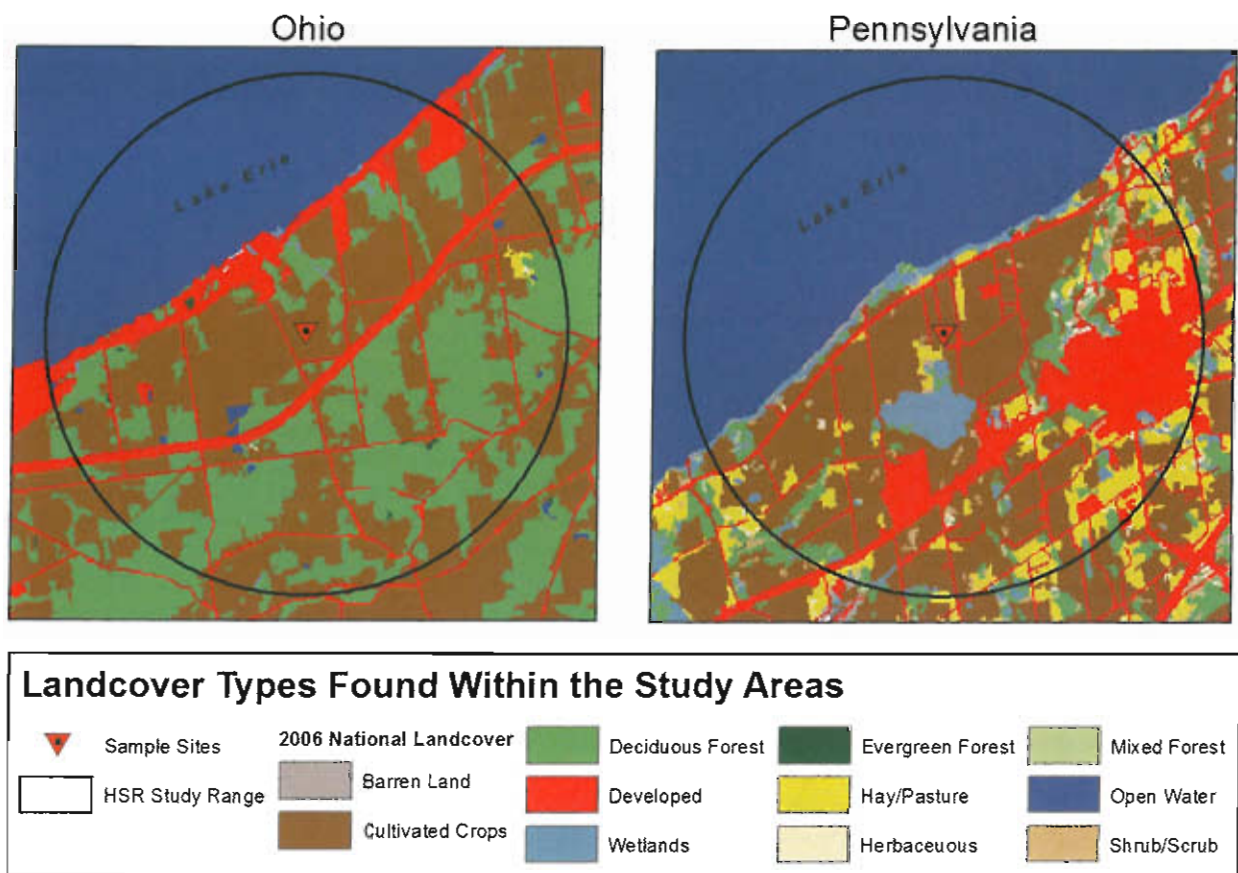 Ohio
Pennsylvania
Lake Erie
Lake Erie
Landcover Types Found Within the Study Areas
Sample Sites
HSR Study Range
2006 National Landcover
Barren Land
Cultivated Crops
Deciduous Forest
Developed
Wetlands
Evergreen Forest
Hay/Pasture
Herbaceuous
Mixed Forest
Open Water
Shrub/Scrub